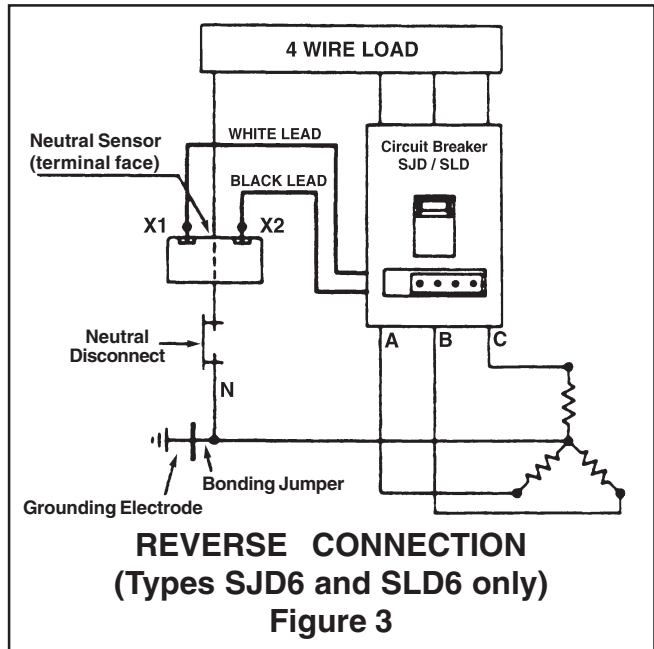 4 WIRE LOAD
Neutral Sensor
(terminal face)
WHITE LEAD
BLACK LEAD
Circuit Breaker
SJD / SLD
X1
X2
Neutral
Disconnect
A
B
C
N
Bonding Jumper
Grounding Electrode
REVERSE CONNECTION
(Types SJD6 and SLD6 only)
Figure 3